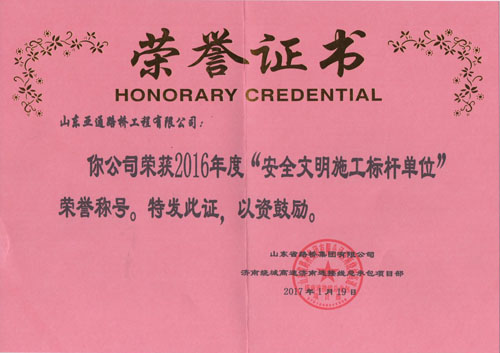 荣誉证书
HONORARY CREDENTIAL
山东亚通路桥工程有限公司：
你公司荣获2016年度“安全文明施工标杆单位”
荣誉称号。特发此证，以资鼓励。
山东省路桥集团有限公司
济南绕城高速济南连接线总承包项目部
2017年1月19日